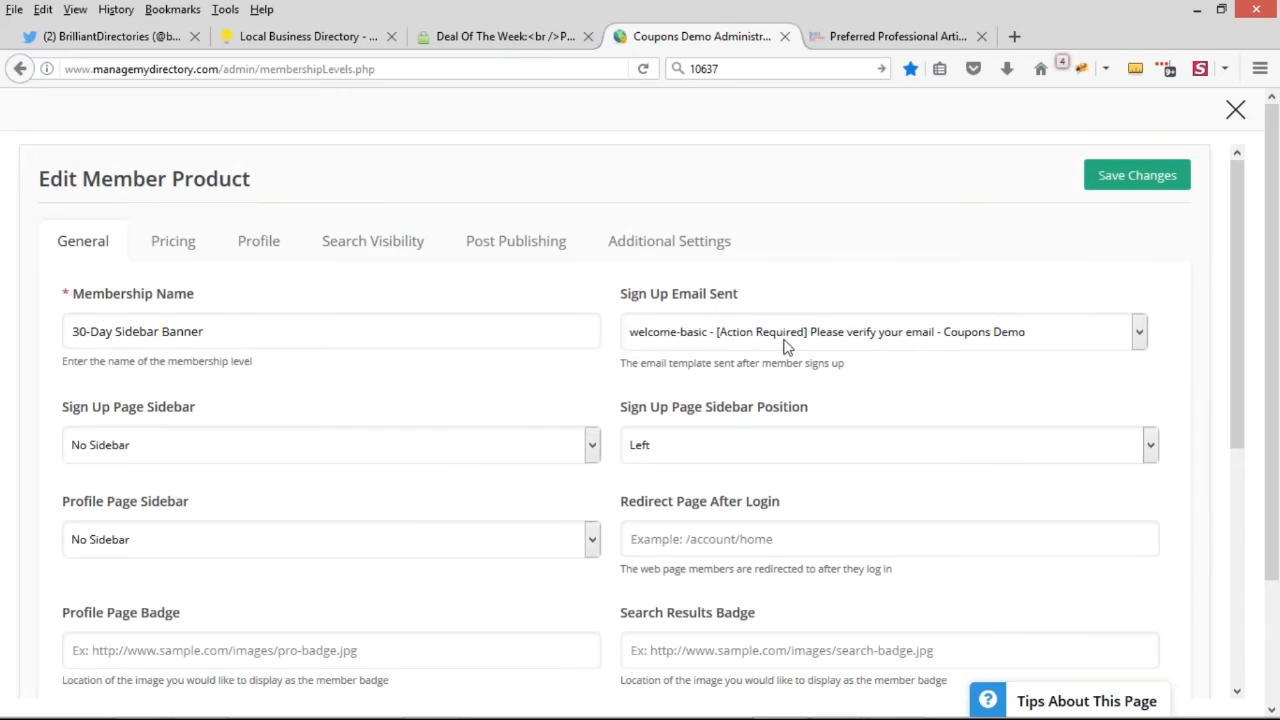 File Edit View History Bookmarks Tools Help
(2) BrilliantDirectories (@b...
Local Business Directory - ...
Deal Of The Week:<br />P...
Coupons Demo Administr...
Preferred Professional Arti...
www.managemydirectory.com/admin/membershipLevels.php
10637
4
Edit Member Product
Save Changes
General Pricing Profile Search Visibility Post Publishing Additional Settings
* Membership Name
Sign Up Email Sent
30-Day Sidebar Banner
welcome-basic - [Action Required] Please verify your email - Coupons Demo
Enter the name of the membership level
The email template sent after member signs up
Sign Up Page Sidebar
Sign Up Page Sidebar Position
No Sidebar
Left
Profile Page Sidebar
Redirect Page After Login
No Sidebar
Example: /account/home
The web page members are redirected to after they log in
Profile Page Badge
Search Results Badge
Ex: http://www.sample.com/images/pro-badge.jpg
Ex: http://www.sample.com/images/search-badge.jpg
Location of the image you would like to display as the member badge
Location of the image you would like to display as the member badge
? Tips About This Page